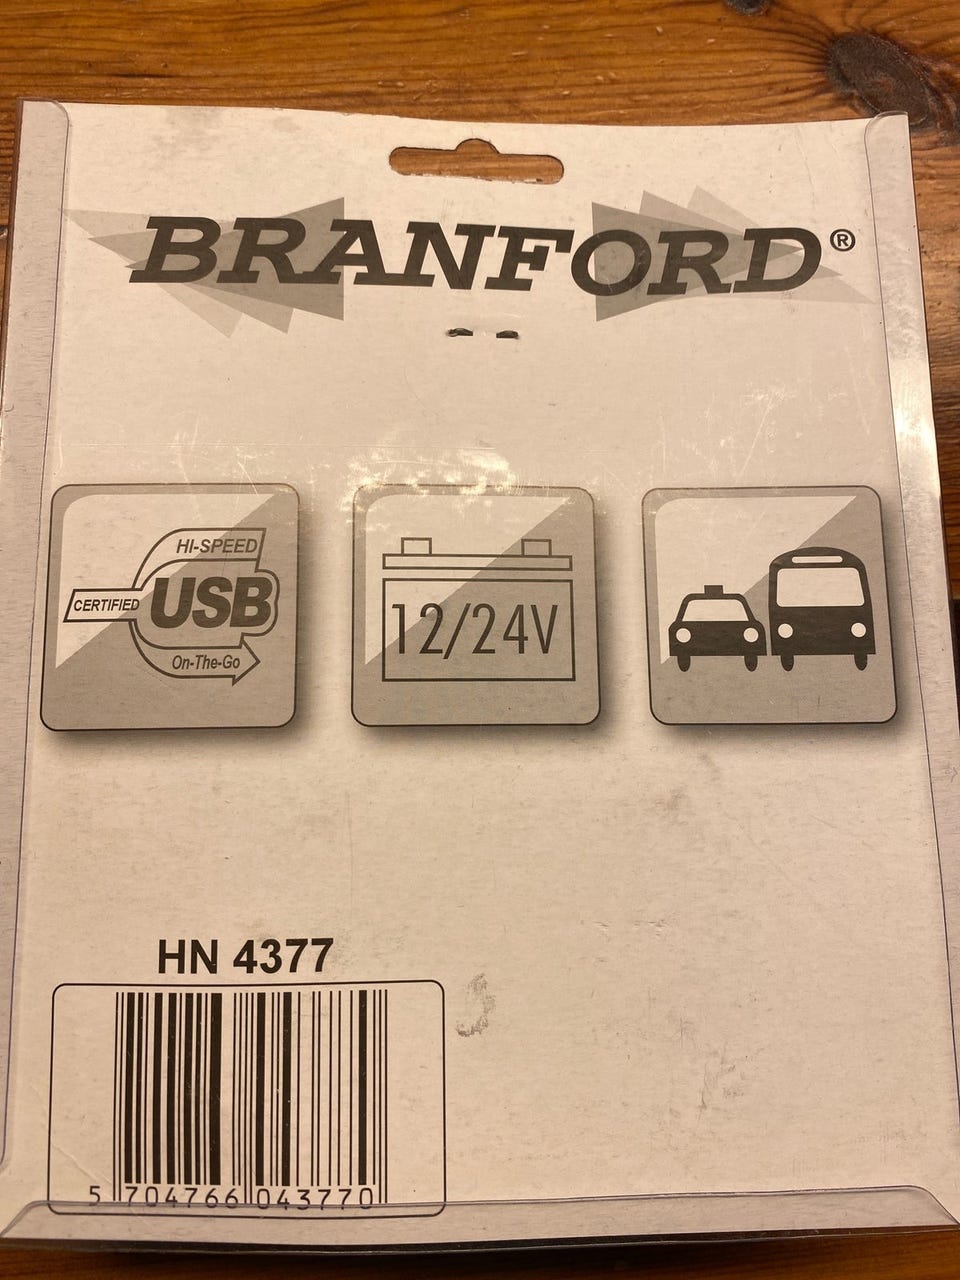 BRANFORD®
HI-SPEED
CERTIFIED USB
On-The-Go
12/24V
HN 4377
5 704766 043770